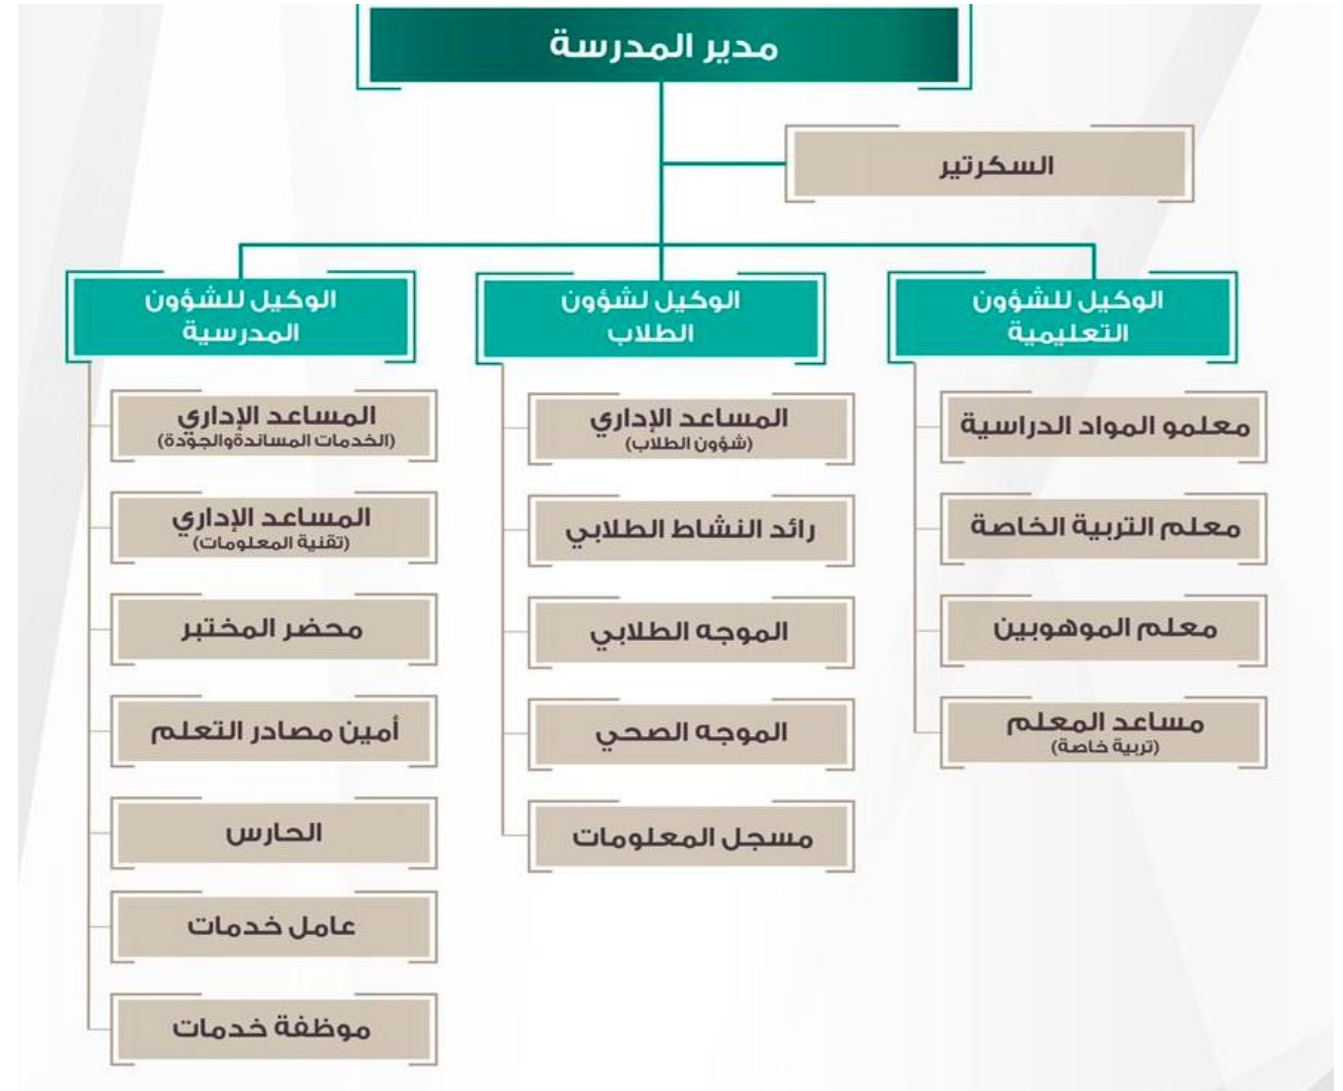 مدير المدرسة
السكرتير
الوكيل للشؤون
التعليمية
معلمو المواد الدراسية
معلم التربية الخاصة
معلم الموهوبين
مساعد المعلم
(تربية خاصة)
الوكيل لشؤون
الطلاب
المساعد الإداري
(شؤون الطلاب)
رائد النشاط الطلابي
الموجه الطلابي
الموجه الصحي
مسجل المعلومات
الوكيل للشؤون
المدرسية
المساعد الإداري
(الخدمات المساندةوالجودة)
المساعد الإداري
(تقنية المعلومات)
محضر المختبر
أمين مصادر التعلم
الحارس
عامل خدمات
موظفة خدمات